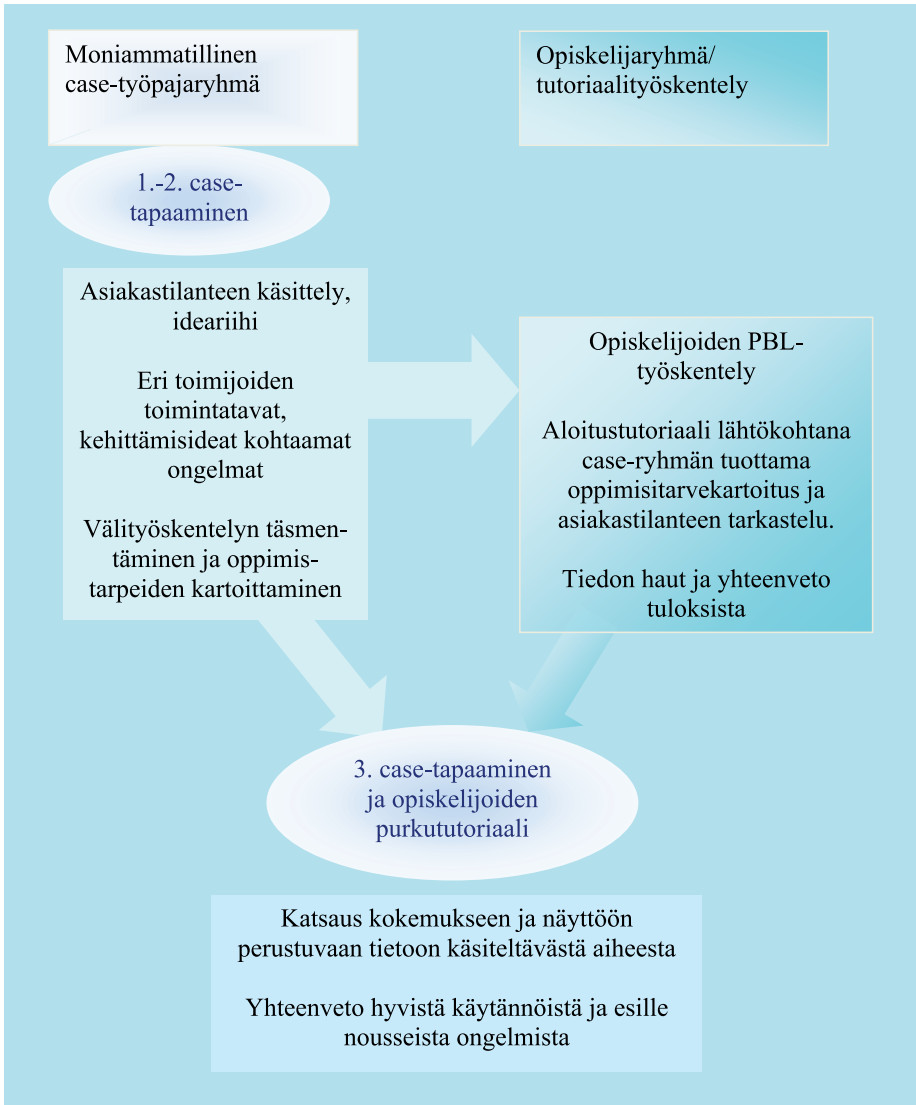 Moniammatillinen
case-työpajaryhmä
Opiskelijaryhmä/
tutoriaalityöskentely
1.-2. case-
tapaaminen
Asiakastilanteen käsittely,
ideariihi
Eri toimijoiden
toimintatavat,
kehittämisideat kohtaamat
ongelmat
Välityöskentelyn täsmen-
täminen ja oppimis-
tarpeiden kartoittaminen
Opiskelijoiden PBL-
työskentely
Aloitustutoriaali lähtökohtana
case-ryhmän tuottama
oppimisitarvekartoitus ja
asiakastilanteen tarkastelu.
Tiedon haut ja yhteenveto
tuloksista
3. case-tapaaminen
ja opiskelijoiden
purkututoriaali
Katsaus kokemukseen ja näyttöön
perustuvaan tietoon käsiteltävästä aiheesta
Yhteenveto hyvistä käytännöistä ja esille
nousseista ongelmista